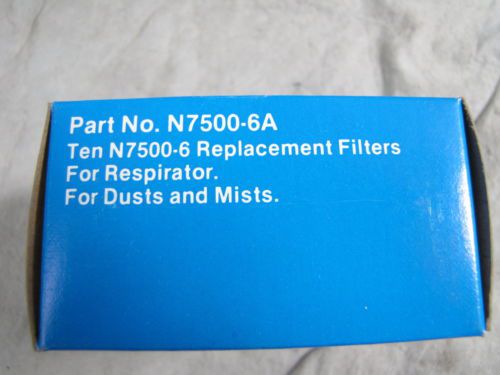 Part No. N7500-6A
Ten N7500-6 Replacement Filters
For Respirator.
For Dusts and Mists.